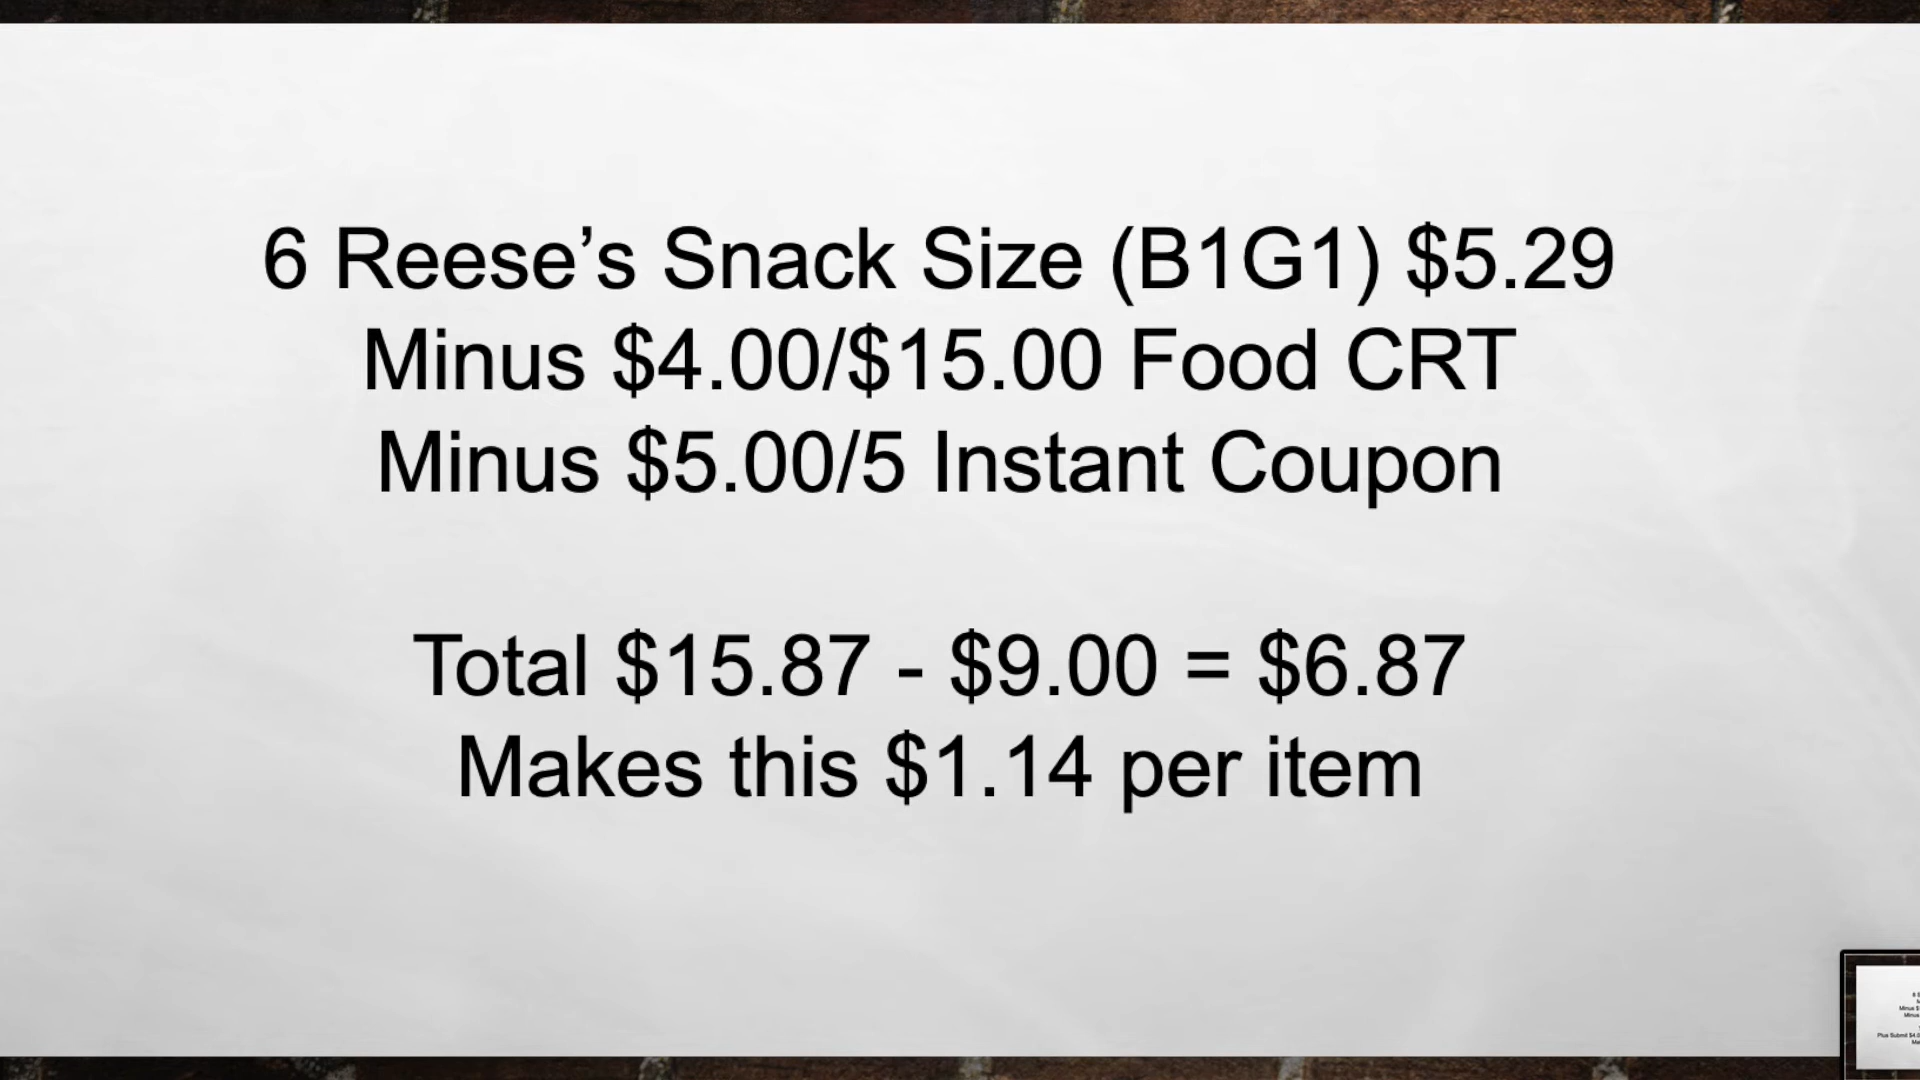 6 Reese’s Snack Size (B1G1) $5.29
Minus $4.00/$15.00 Food CRT
Minus $5.00/5 Instant Coupon
Total $15.87 - $9.00 = $6.87
Makes this $1.14 per item